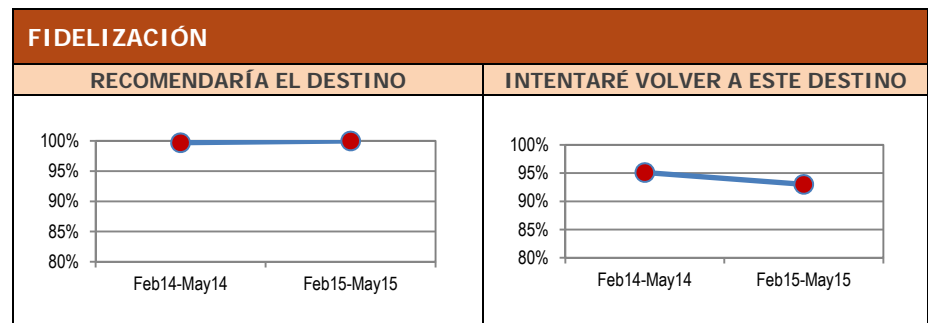 FIDELIZACIÓN
RECOMENDARÍA EL DESTINO
100%
95%
90%
85%
80%
Feb14-May14 Feb15-May15
INTENTARÉ VOLVER A ESTE DESTINO
100%
95%
90%
85%
80%
Feb14-May14 Feb15-May15